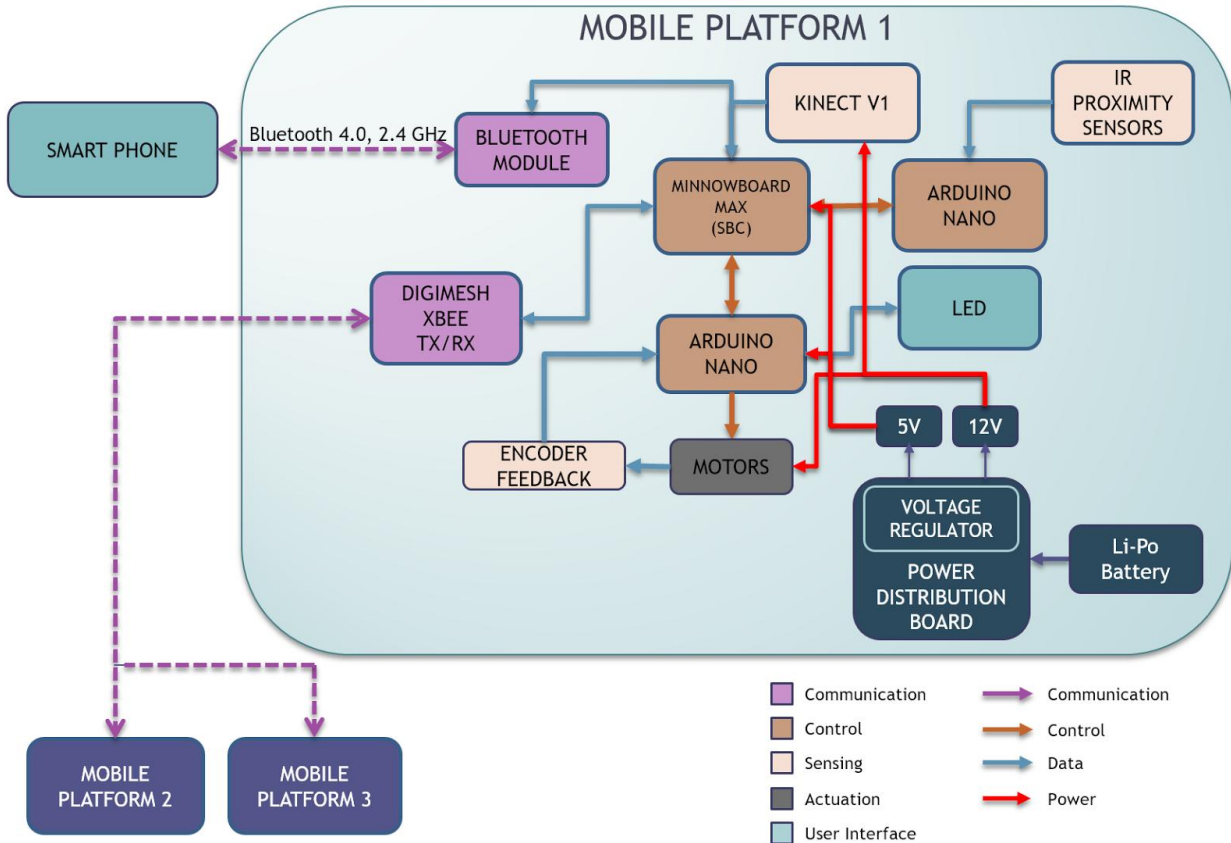 MOBILE PLATFORM 1
SMART PHONE
Bluetooth 4.0, 2.4 GHz
BLUETOOTH
MODULE
KINECT V1
IR
PROXIMITY
SENSORS
MINNOWBOARD
MAX
(SBC)
ARDUINO
NANO
DIGIMESH
XBEE
TX/RX
ARDUINO
NANO
LED
ENCODER
FEEDBACK
MOTORS
5V
12V
VOLTAGE
REGULATOR
POWER
DISTRIBUTION
BOARD
Li-Po
Battery
MOBILE
PLATFORM 2
MOBILE
PLATFORM 3
Communication
Control
Sensing
Actuation
User Interface
Communication
Control
Data
Power